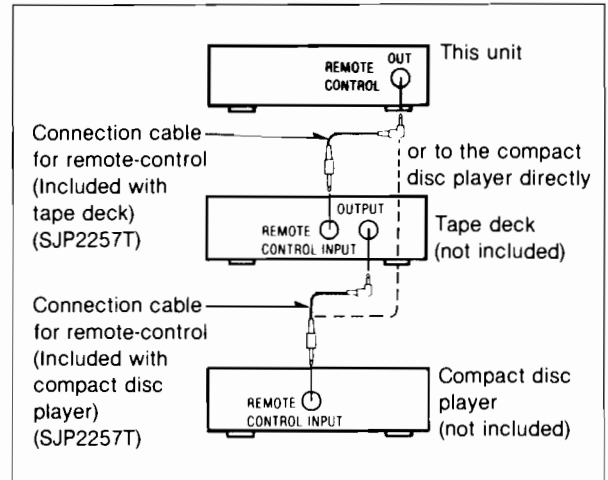 This unit
OUT
REMOTE
CONTROL
Connection cable
for remote-control
(Included with
tape deck)
(SJP2257T)
or to the compact
disc player directly
OUTPUT
REMOTE
CONTROL INPUT
Tape deck
(not included)
Connection cable
for remote-control
(Included with
compact disc
player)
(SJP2257T)
REMOTE
CONTROL INPUT
Compact disc
player
(not included)